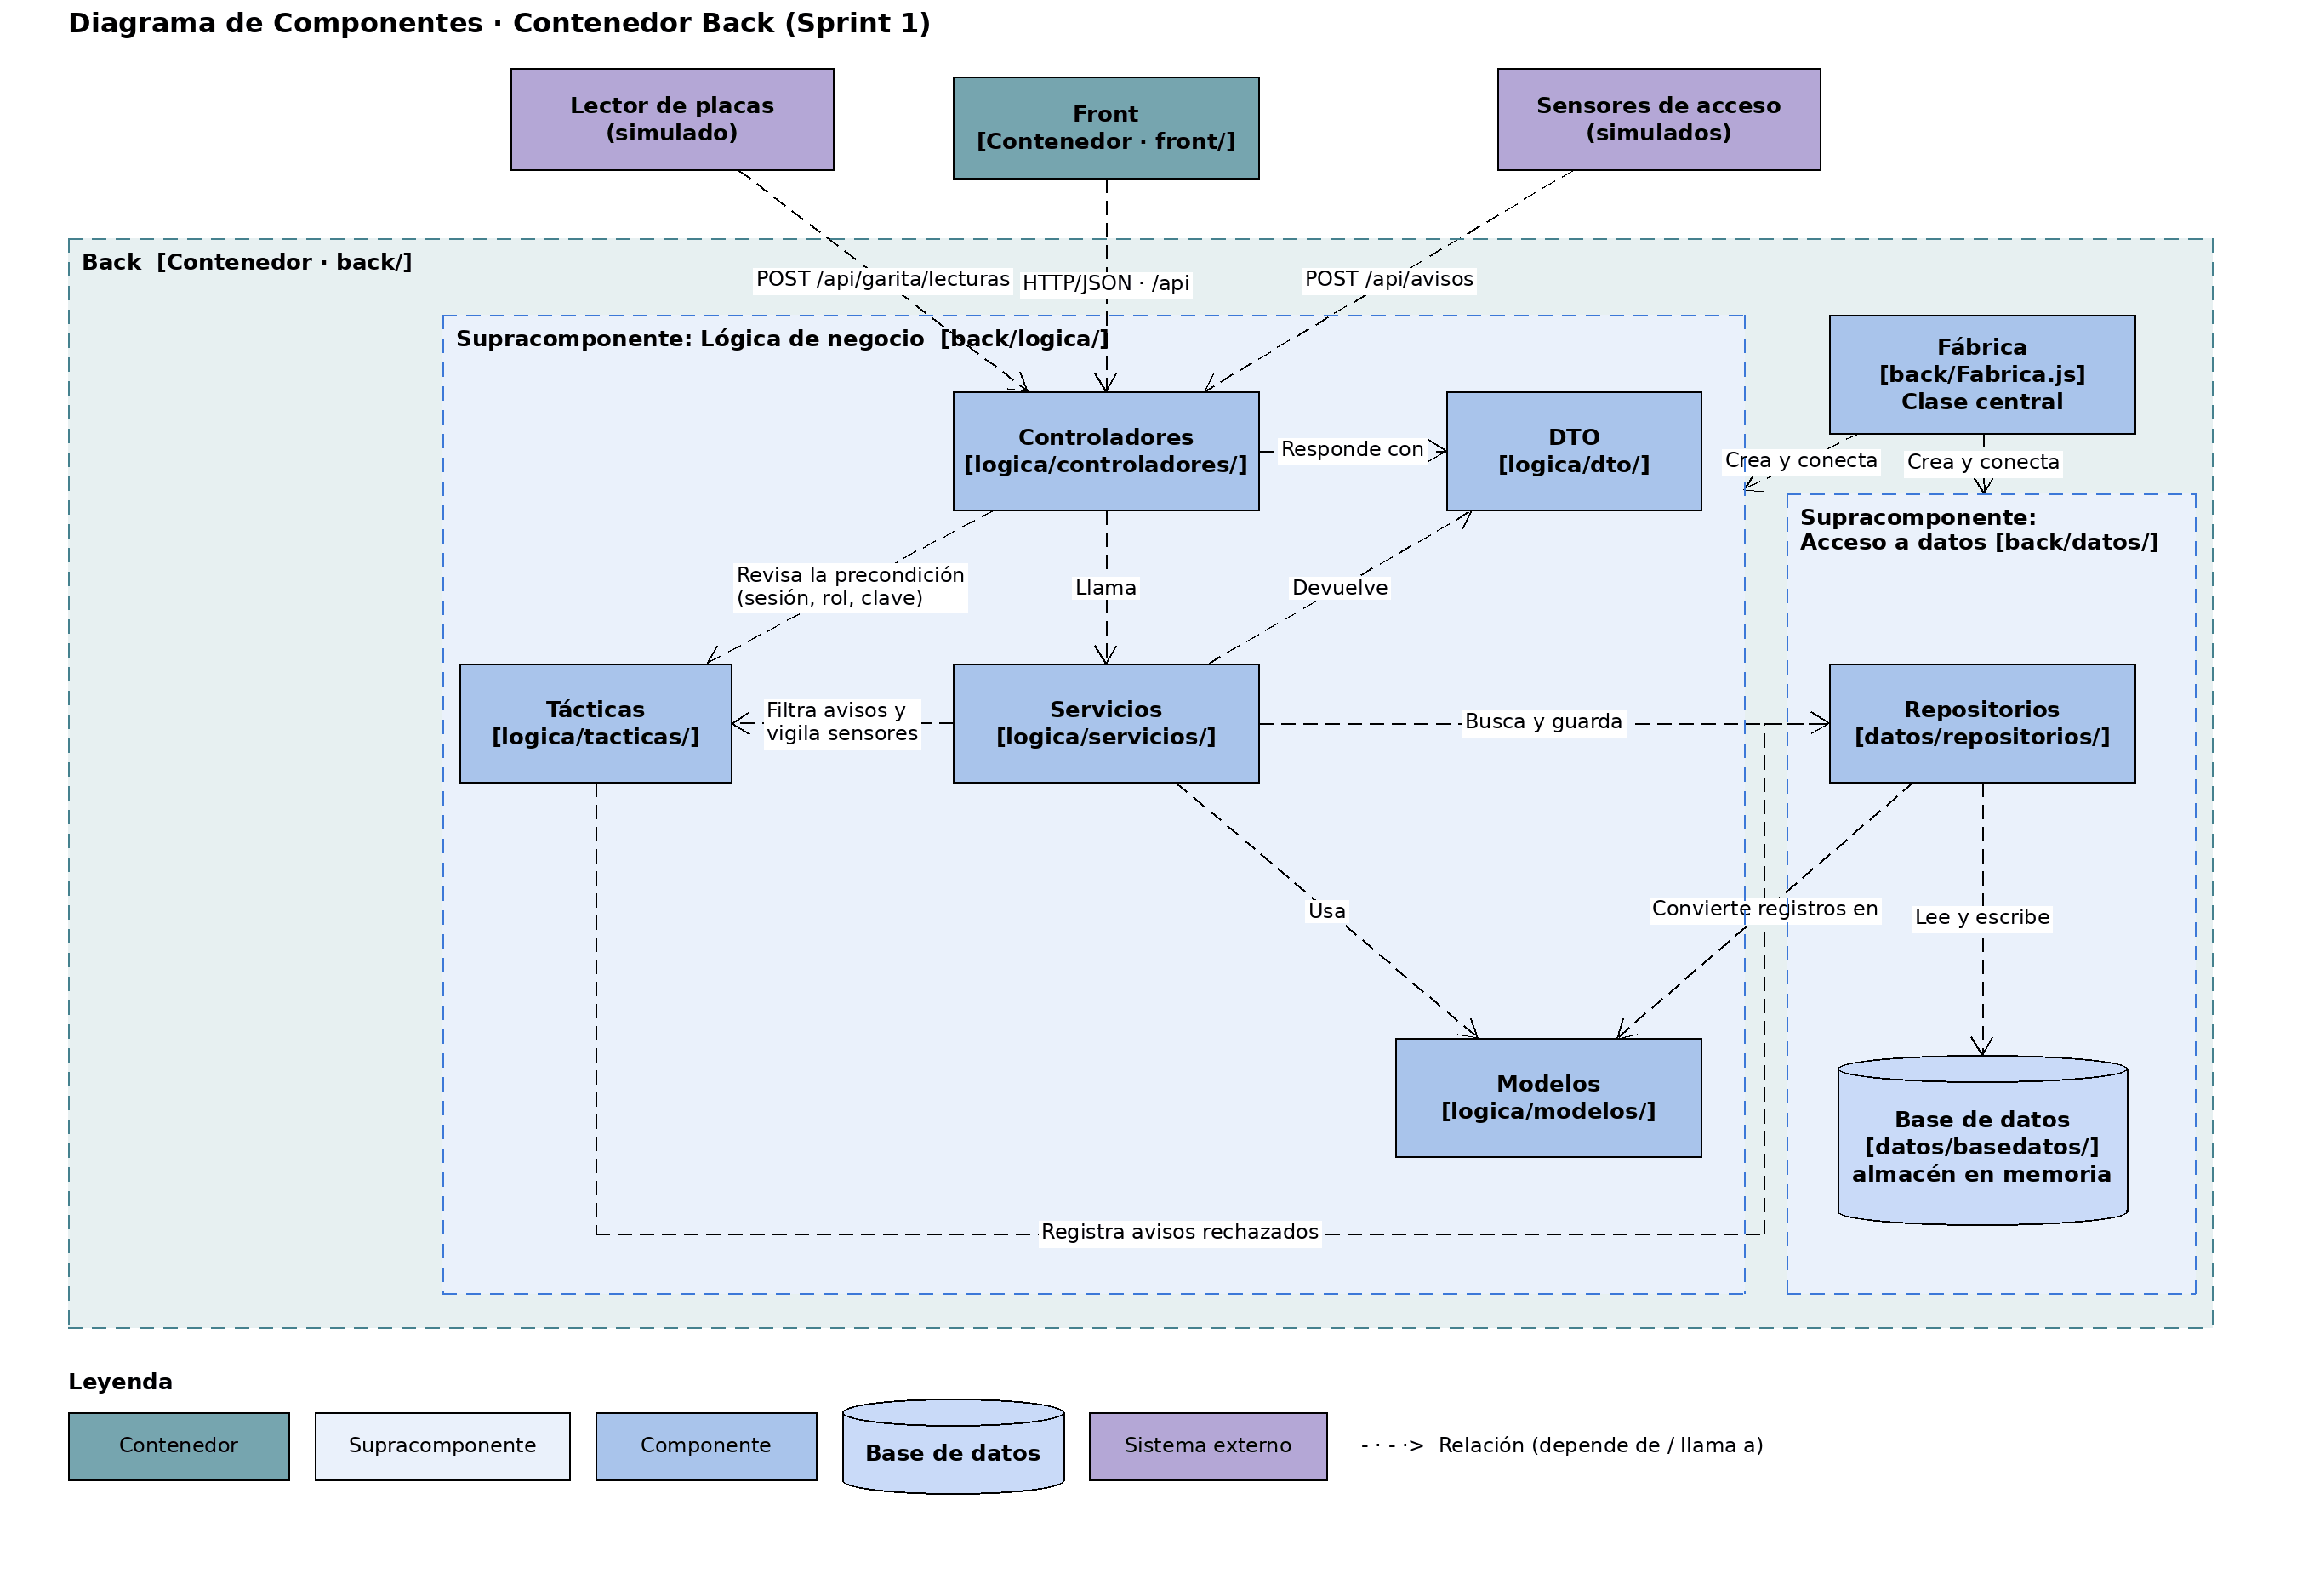 Diagrama de Componentes · Contenedor Back (Sprint 1)
Lector de placas
(simulado)
Front
[Contenedor · front/]
Sensores de acceso
(simulados)
Back  [Contenedor · back/]
POST /api/garita/lecturas
HTTP/JSON · /api
POST /api/avisos
Supracomponente: Lógica de negocio  [back/logica/]
Fábrica
[back/Fabrica.js]
Clase central
Controladores
[logica/controladores/]
Responde con
DTO
[logica/dto/]
Crea y conecta
Crea y conecta
Supracomponente:
Acceso a datos [back/datos/]
Revisa la precondición
(sesión, rol, clave)
Llama
Devuelve
Tácticas
[logica/tacticas/]
Filtra avisos y
vigila sensores
Servicios
[logica/servicios/]
Busca y guarda
Repositorios
[datos/repositorios/]
Usa
Convierte registros en
Lee y escribe
Modelos
[logica/modelos/]
Base de datos
[datos/basedatos/]
almacén en memoria
Registra avisos rechazados
Leyenda
Contenedor
Supracomponente
Componente
Base de datos
Sistema externo
- · - ·> Relación (depende de / llama a)